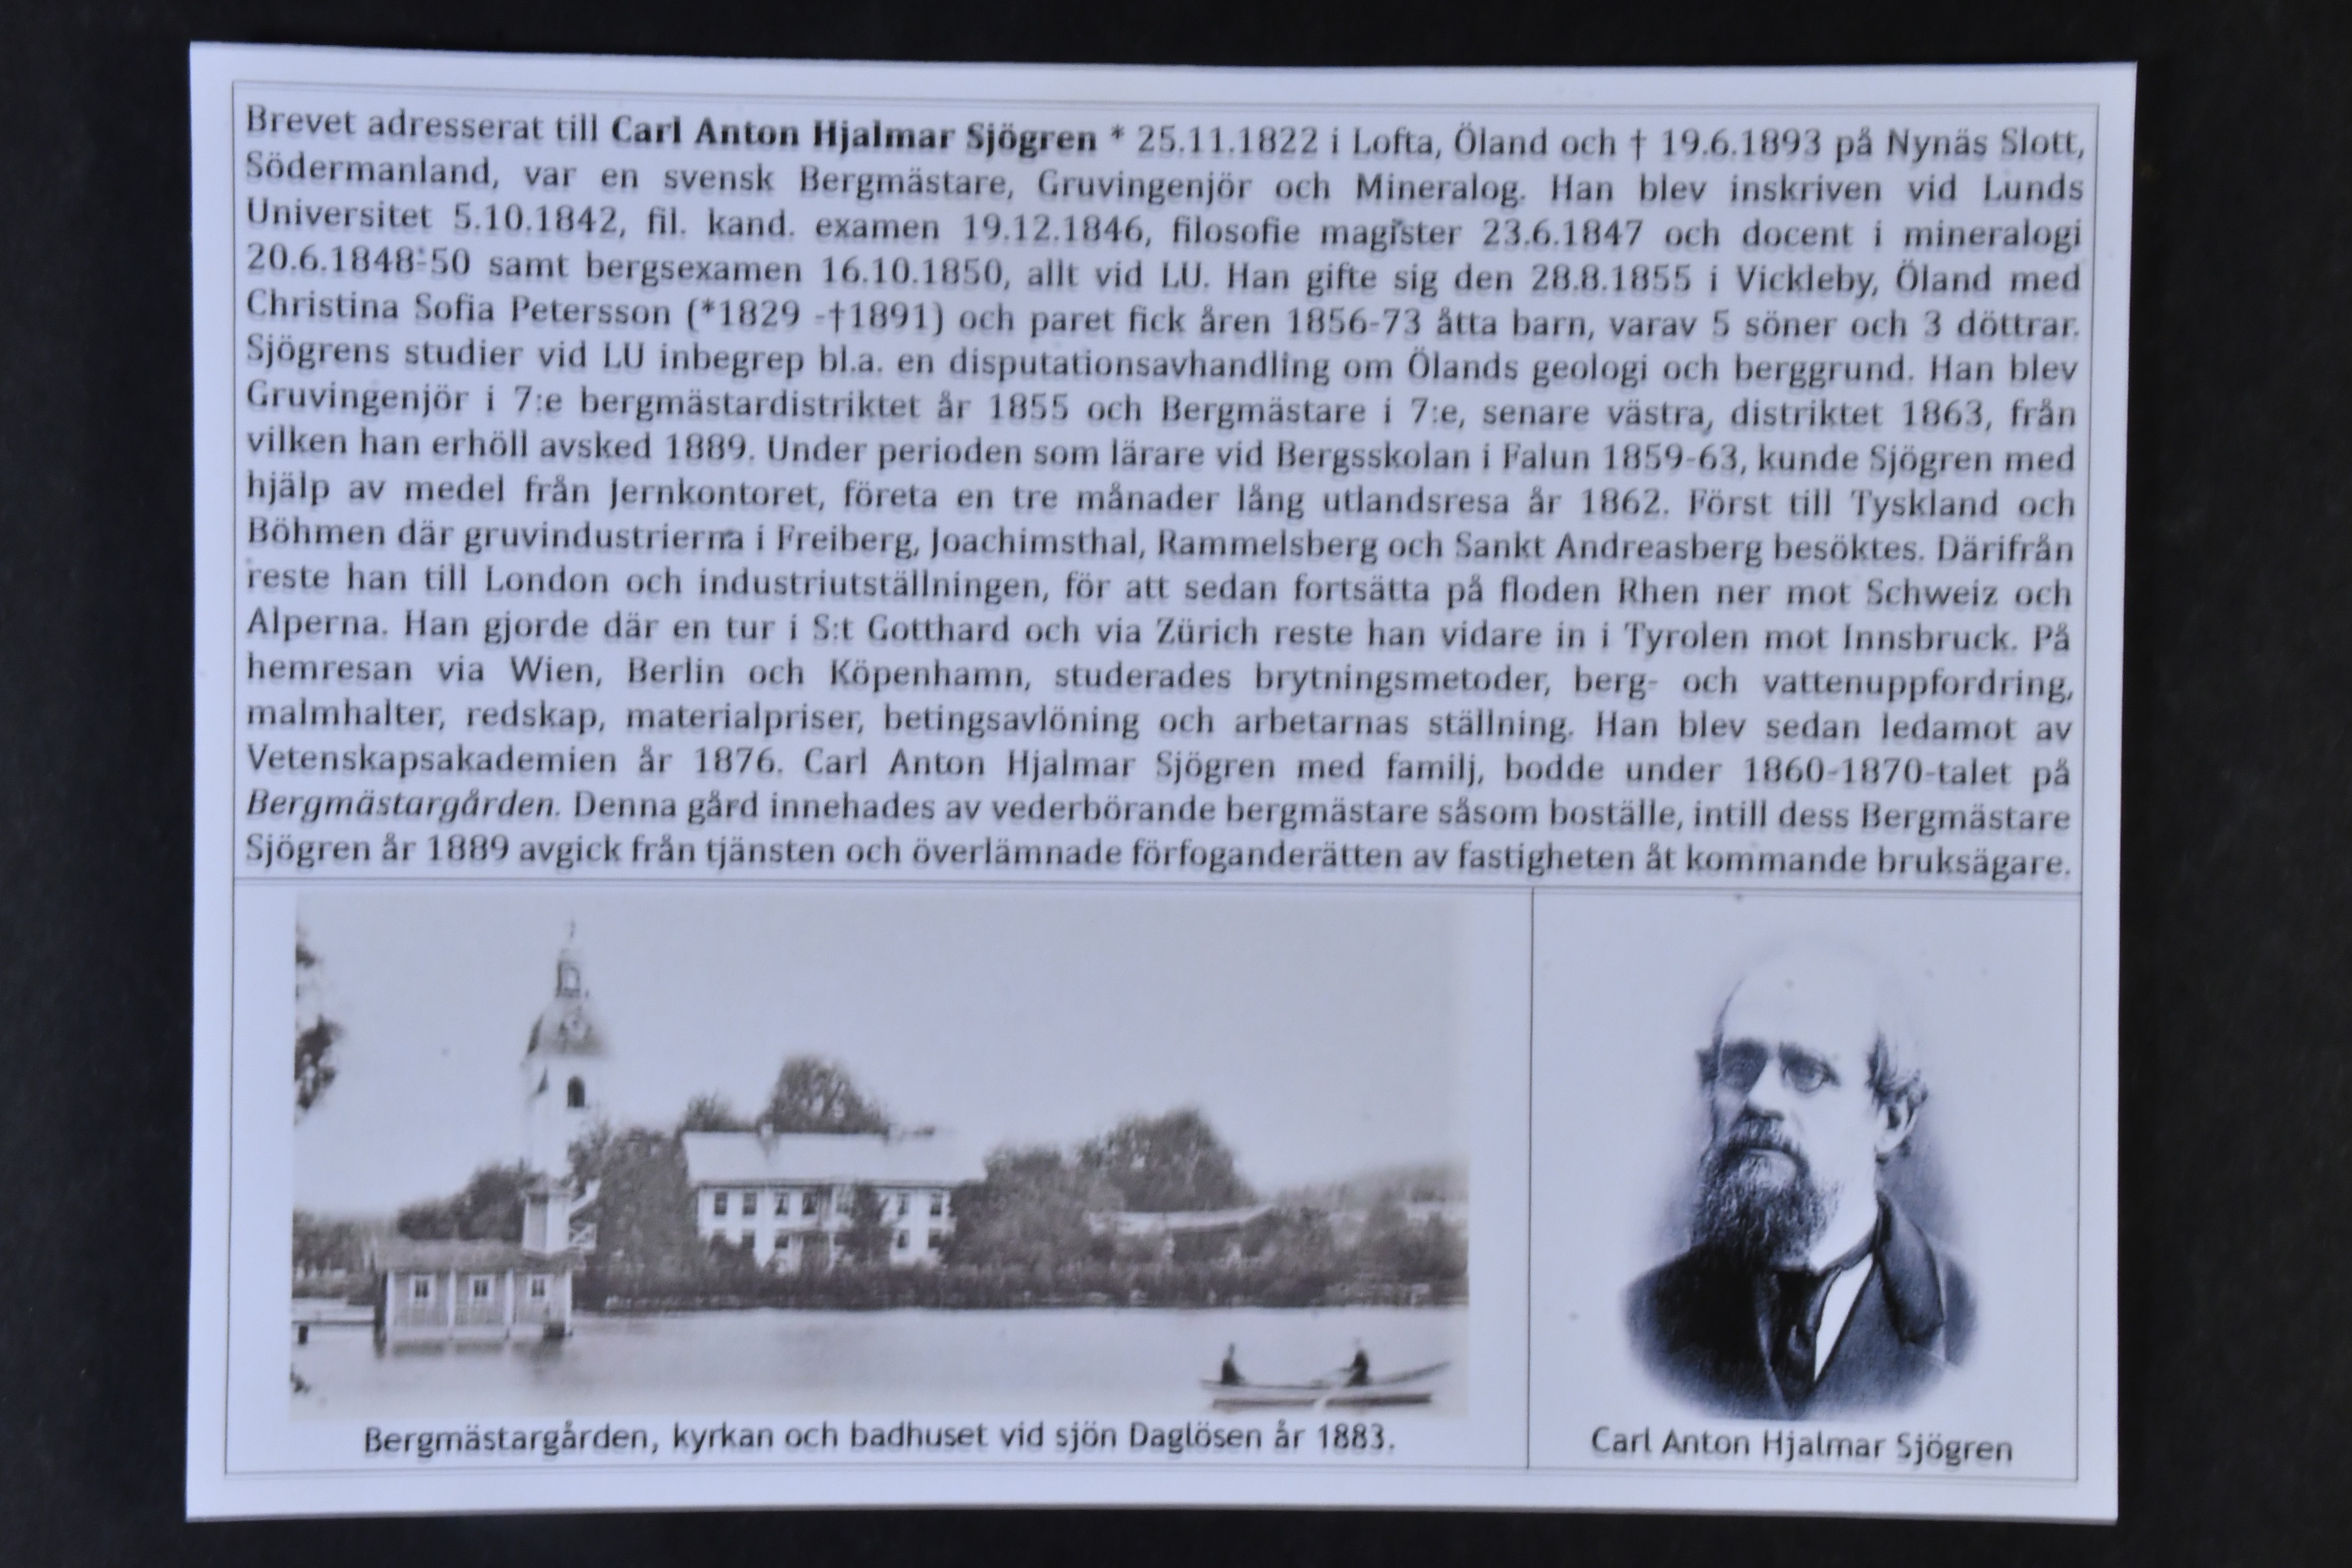 Brevet adresserat till Carl Anton Hjalmar Sjögren * 25.11.1822 i Lofta, Öland och † 19.6.1893 på Nynäs Slott,
Södermanland, var en svensk Bergmästare, Gruvingenjör och Mineralog. Han blev inskriven vid Lunds
Universitet 5.10.1842, fil. kand. examen 19.12.1846, filosofie magister 23.6.1847 och docent i mineralogi
20.6.1848-50 samt bergsexamen 16.10.1850, allt vid LU. Han gifte sig den 28.8.1855 i Vickleby, Öland med
Christina Sofia Petersson (*1829 -†1891) och paret fick åren 1856-73 åtta barn, varav 5 söner och 3 döttrar.
Sjögrens studier vid LU inbegrep bl.a. en disputationsavhandling om Ölands geologi och berggrund. Han blev
Gruvingenjör i 7:e bergmästardistriktet år 1855 och Bergmästare i 7:e, senare västra, distriktet 1863, från
vilken han erhöll avsked 1889. Under perioden som lärare vid Bergsskolan i Falun 1859-63, kunde Sjögren med
hjälp av medel från Jernkontoret, företa en tre månader lång utlandsresa år 1862. Först till Tyskland och
Böhmen där gruvindustrierna i Freiberg, Joachimsthal, Rammelsberg och Sankt Andreasberg besöktes. Därifrån
reste han till London och industriutställningen, för att sedan fortsätta på floden Rhen ner mot Schweiz och
Alperna. Han gjorde där en tur i S:t Gotthard och via Zürich reste han vidare in i Tyrolen mot Innsbruck. På
hemresan via Wien, Berlin och Köpenhamn, studerades brytningsmetoder, berg- och vattenuppfordring,
malmhalter, redskap, materialpriser, betingsavlöning och arbetarnas ställning. Han blev sedan ledamot av
Vetenskapsakademien år 1876. Carl Anton Hjalmar Sjögren med familj, bodde under 1860-1870-talet på
Bergmästargården. Denna gård innehades av vederbörande bergmästare såsom boställe, intill dess Bergmästare
Sjögren år 1889 avgick från tjänsten och överlämnade förfoganderätten av fastigheten åt kommande bruksägare.
Bergmästargården, kyrkan och badhuset vid sjön Daglösen år 1883.
Carl Anton Hjalmar Sjögren